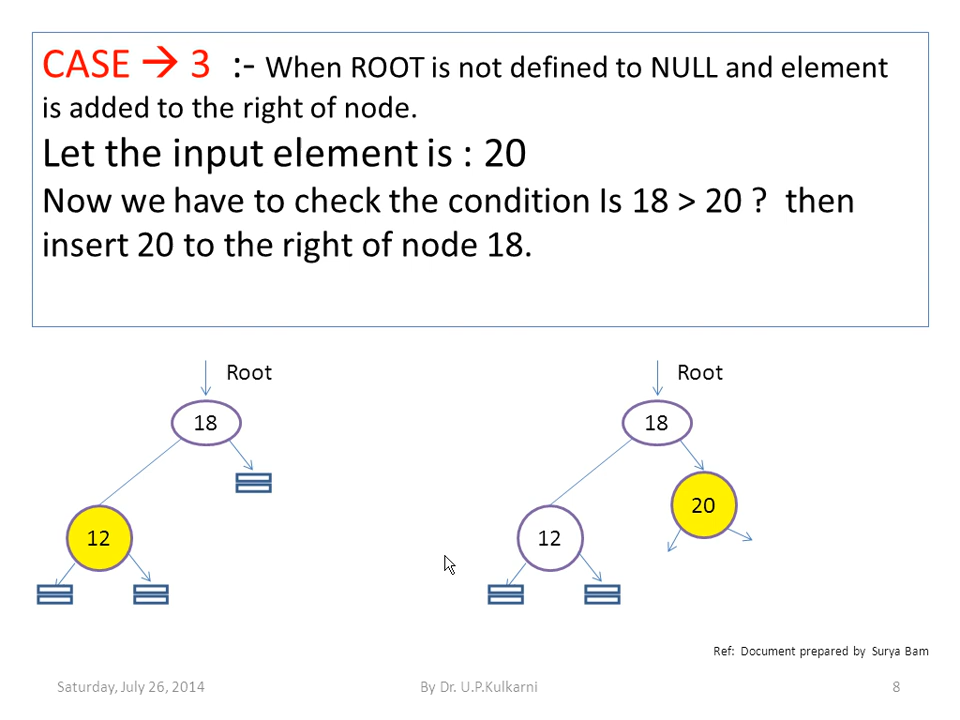 CASE → 3 :- When ROOT is not defined to NULL and element
is added to the right of node.
Let the input element is : 20
Now we have to check the condition Is 18 > 20 ? then
insert 20 to the right of node 18.
Root
18
12
Root
18
20
12
Ref: Document prepared by Surya Bam
Saturday, July 26, 2014
By Dr. U.P.Kulkarni
8